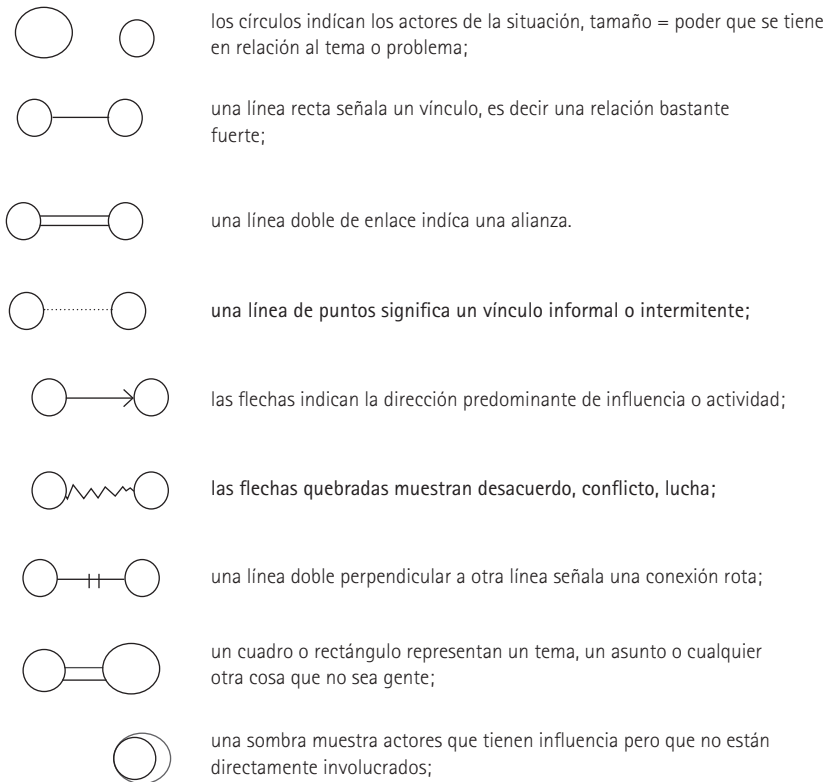 los círculos indícan los actores de la situación, tamaño = poder que se tiene
en relación al tema o problema;
una línea recta señala un vínculo, es decir una relación bastante
fuerte;
una línea doble de enlace indíca una alianza.
una línea de puntos significa un vínculo informal o intermitente;
las flechas indican la dirección predominante de influencia o actividad;
las flechas quebradas muestran desacuerdo, conflicto, lucha;
una línea doble perpendicular a otra línea señala una conexión rota;
un cuadro o rectángulo representan un tema, un asunto o cualquier
otra cosa que no sea gente;
una sombra muestra actores que tienen influencia pero que no están
directamente involucrados;